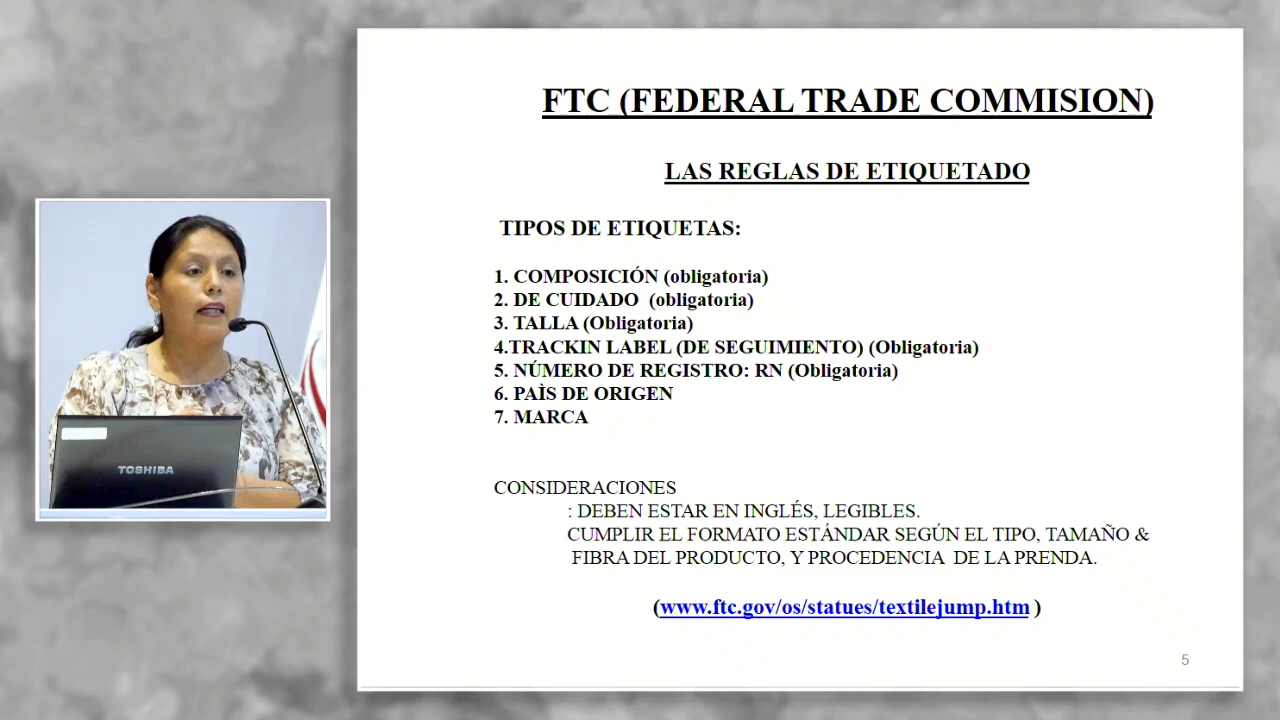 FTC (FEDERAL TRADE COMMISION)
LAS REGLAS DE ETIQUETADO
TIPOS DE ETIQUETAS:
1. COMPOSICIÓN (obligatoria)
2. DE CUIDADO (obligatoria)
3. TALLA (Obligatoria)
4.TRACKIN LABEL (DE SEGUIMIENTO) (Obligatoria)
5. NÚMERO DE REGISTRO: RN (Obligatoria)
6. PAÌS DE ORIGEN
7. MARCA
CONSIDERACIONES
: DEBEN ESTAR EN INGLÉS, LEGIBLES.
CUMPLIR EL FORMATO ESTÁNDAR SEGÚN EL TIPO, TAMAÑO &
FIBRA DEL PRODUCTO, Y PROCEDENCIA DE LA PRENDA.
(www.ftc.gov/os/statues/textilejump.htm )
5
TOSHIBA